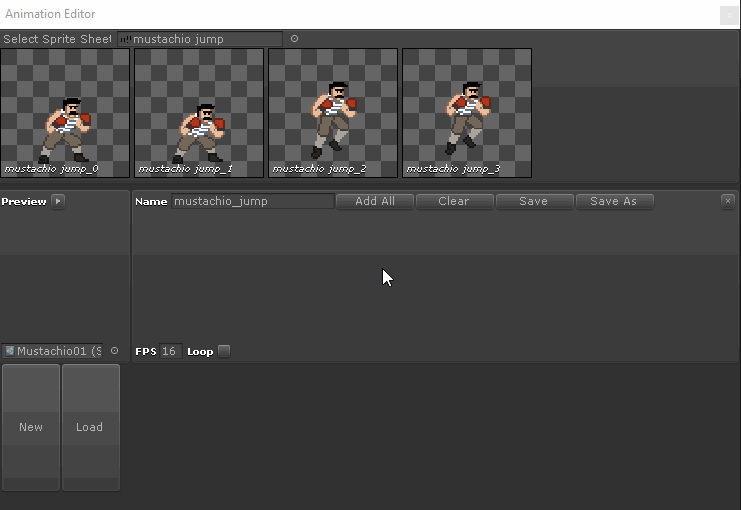 Animation Editor
Select Sprite Sheet mustachio jump
mustachio jump_0 mustachio jump_1 mustachio jump_2 mustachio jump_3
Preview Name mustachio_jump Add All Clear Save Save As
Mustachio01 (S FPS 16 Loop
New Load